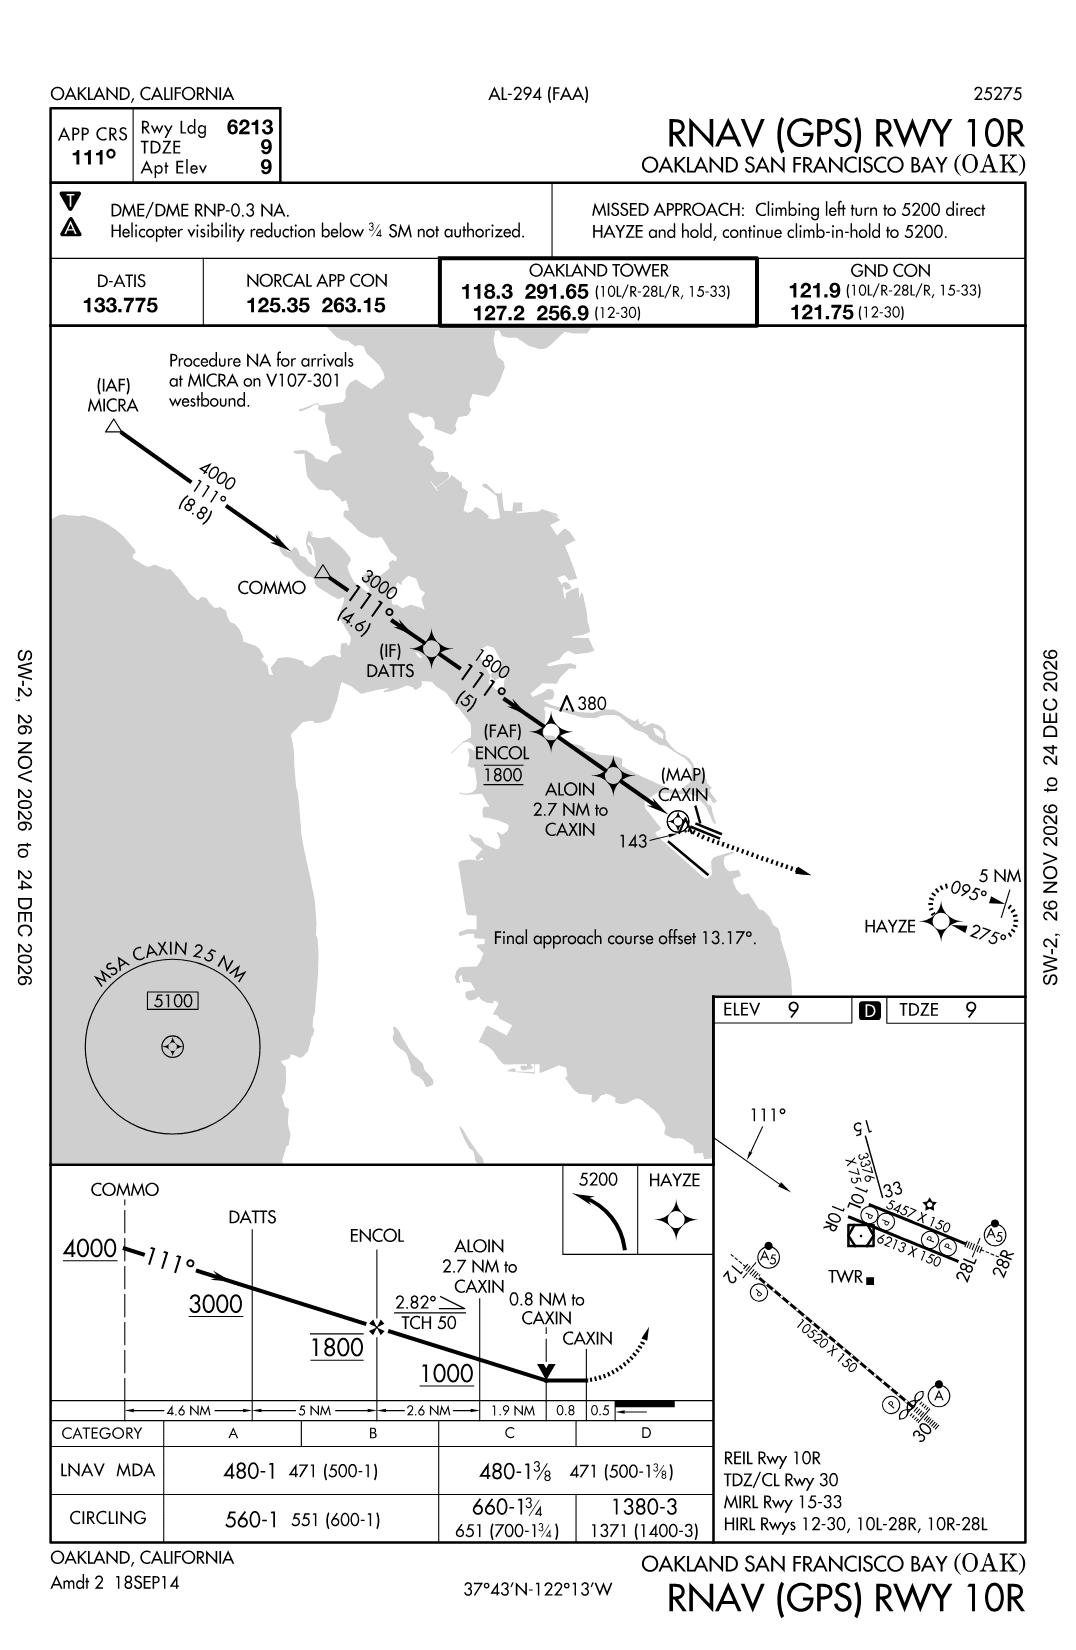 OAKLAND, CALIFORNIA
AL-294 (FAA)
25275
APP CRS
111°
Rwy Ldg 6213
TDZE 9
Apt Elev 9
RNAV (GPS) RWY 10R
OAKLAND SAN FRANCISCO BAY (OAK)
T
A
DME/DME RNP-0.3 NA.
Helicopter visibility reduction below ¾ SM not authorized.
MISSED APPROACH: Climbing left turn to 5200 direct
HAYZE and hold, continue climb-in-hold to 5200.
D-ATIS
133.775
NORCAL APP CON
125.35 263.15
OAKLAND TOWER
118.3 291.65 (10L/R-28L/R, 15-33)
127.2 256.9 (12-30)
GND CON
121.9 (10L/R-28L/R, 15-33)
121.75 (12-30)
Procedure NA for arrivals
at MICRA on V107-301
westbound.
(IAF)
MICRA
4000
111°
(8.8)
COMMO
3000
111°
(4.6)
(IF)
DATTS
1800
111°
(5)
380
(FAF)
ENCOL
1800
ALOIN
2.7 NM to
CAXIN
(MAP)
CAXIN
143
5 NM
095°
HAYZE
275°
Final approach course offset 13.17°.
MSA CAXIN 25 NM
5100
SW-2, 26 NOV 2026 to 24 DEC 2026
SW-2, 26 NOV 2026 to 24 DEC 2026
ELEV 9
D
TDZE 9
111°
15
3376
X 75
33
10L
10R
5457 X 150
6213 X 150
P
P
P
P
A5
28L
28R
TWR
A5
12
P
10520 X 150
A
P
30
REIL Rwy 10R
TDZ/CL Rwy 30
MIRL Rwy 15-33
HIRL Rwys 12-30, 10L-28R, 10R-28L
COMMO
DATTS
ENCOL
ALOIN
2.7 NM to
CAXIN
0.8 NM to
CAXIN
CAXIN
5200
HAYZE
4000
111°
3000
1800
2.82°
TCH 50
1000
4.6 NM
5 NM
2.6 NM
1.9 NM
0.8
0.5
CATEGORY A B C D
LNAV MDA 480-1 471 (500-1) 480-1⅜ 471 (500-1⅜)
CIRCLING 560-1 551 (600-1) 660-1¾ 651 (700-1¾) 1380-3 1371 (1400-3)
OAKLAND, CALIFORNIA
Amdt 2 18SEP14
37°43'N-122°13'W
OAKLAND SAN FRANCISCO BAY (OAK)
RNAV (GPS) RWY 10R